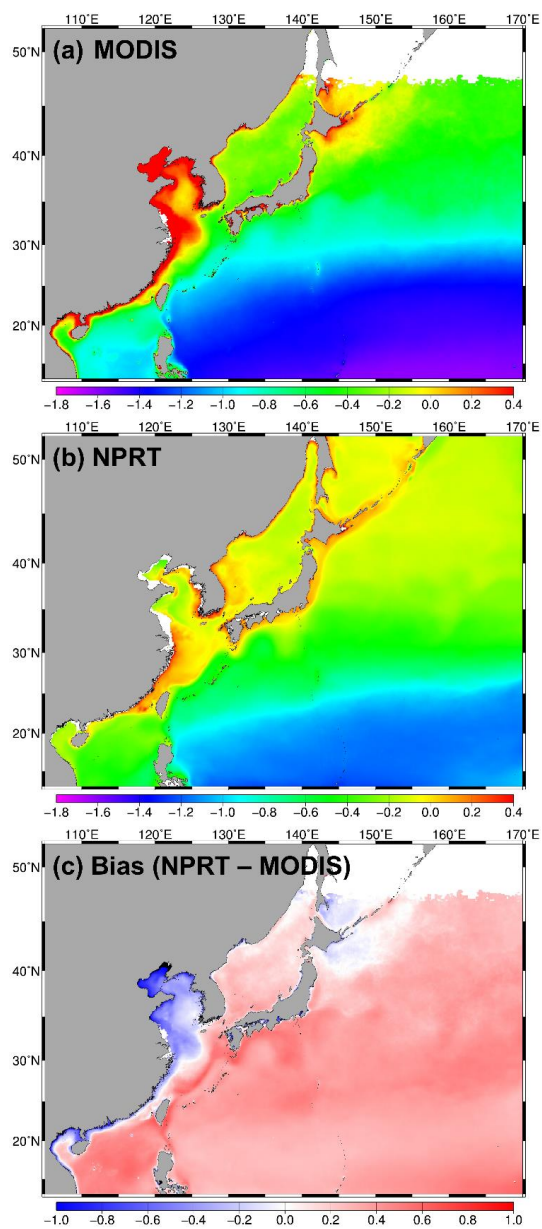 110°E 120°E 130°E 140°E 150°E 160°E 170°E
(a) MODIS
50°N
40°N
30°N
20°N
−1.8 −1.6 −1.4 −1.2 −1.0 −0.8 −0.6 −0.4 −0.2 0.0 0.2 0.4
110°E 120°E 130°E 140°E 150°E 160°E 170°E
(b) NPRT
50°N
40°N
30°N
20°N
−1.8 −1.6 −1.4 −1.2 −1.0 −0.8 −0.6 −0.4 −0.2 0.0 0.2 0.4
110°E 120°E 130°E 140°E 150°E 160°E 170°E
(c) Bias (NPRT – MODIS)
50°N
40°N
30°N
20°N
−1.0 −0.8 −0.6 −0.4 −0.2 0.0 0.2 0.4 0.6 0.8 1.0